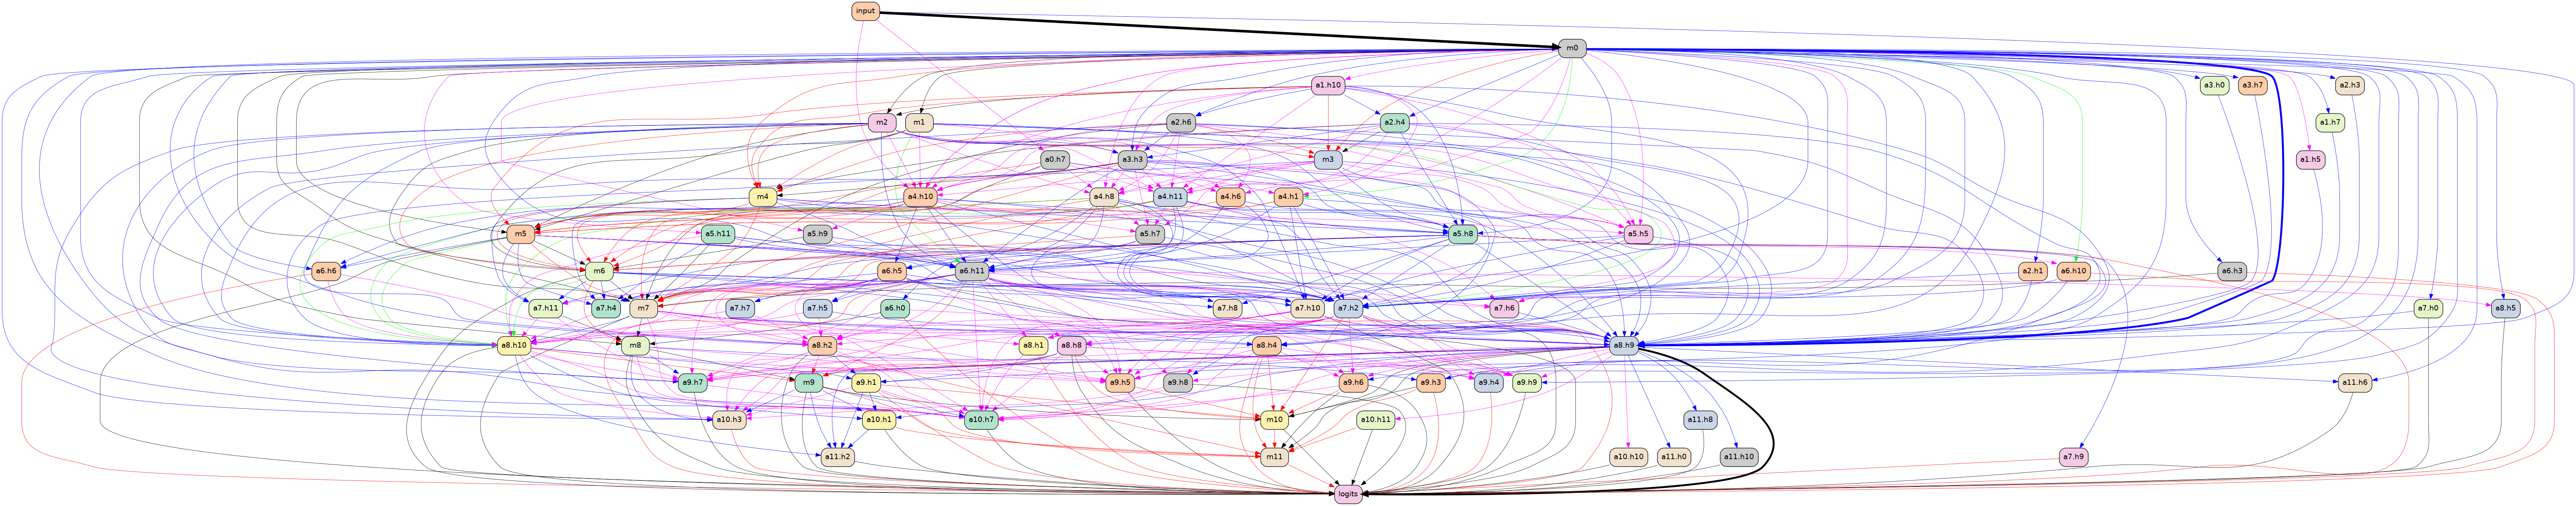 input
m0
a3.h0 a3.h7 a2.h3
a1.h10
m2 m1 a2.h6 a2.h4 a1.h7
a0.h7 a3.h3 m3 a1.h5
m4 a4.h10 a4.h8 a4.h11 a4.h6 a4.h1
m5 a5.h11 a5.h9 a5.h7 a5.h8 a5.h5
a6.h6 m6 a6.h5 a6.h11 a2.h1 a6.h10 a6.h3
a7.h11 a7.h4 m7 a7.h7 a7.h5 a6.h0 a7.h8 a7.h10 a7.h2 a7.h6 a8.h5 a7.h0
a8.h10 m8 a8.h2 a8.h1 a8.h8 a8.h4 a8.h9
a9.h7 m9 a9.h1 a9.h5 a9.h8 a9.h6 a9.h3 a9.h4 a9.h9 a11.h6
a10.h3 a10.h1 a10.h7 m10 a10.h11 a11.h8
a11.h2 m11 a10.h10 a11.h0 a11.h10 a7.h9
logits